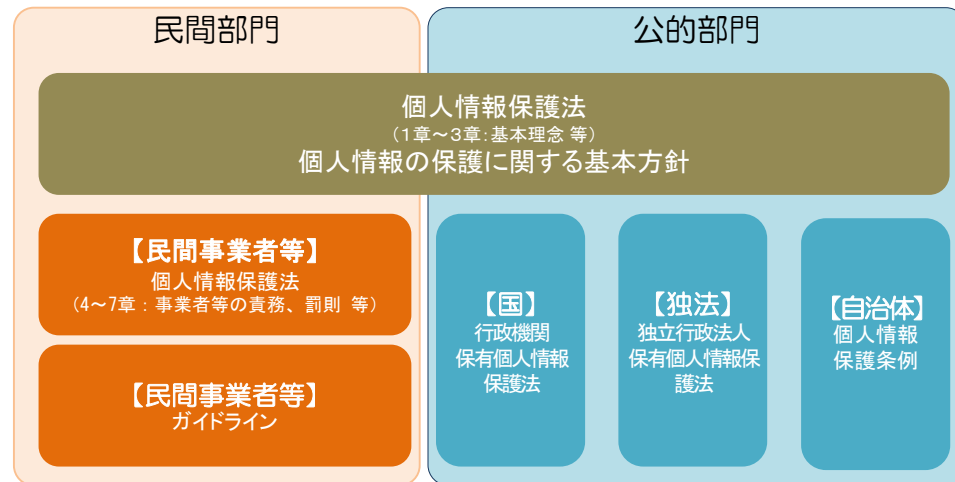 民間部門
公的部門
個人情報保護法
（1章～3章：基本理念 等）
個人情報の保護に関する基本方針
【民間事業者等】
個人情報保護法
（4～7章：事業者等の責務、罰則 等）
【民間事業者等】
ガイドライン
【国】
行政機関
保有個人情報
保護法
【独法】
独立行政法人
保有個人情報保
護法
【自治体】
個人情報
保護条例